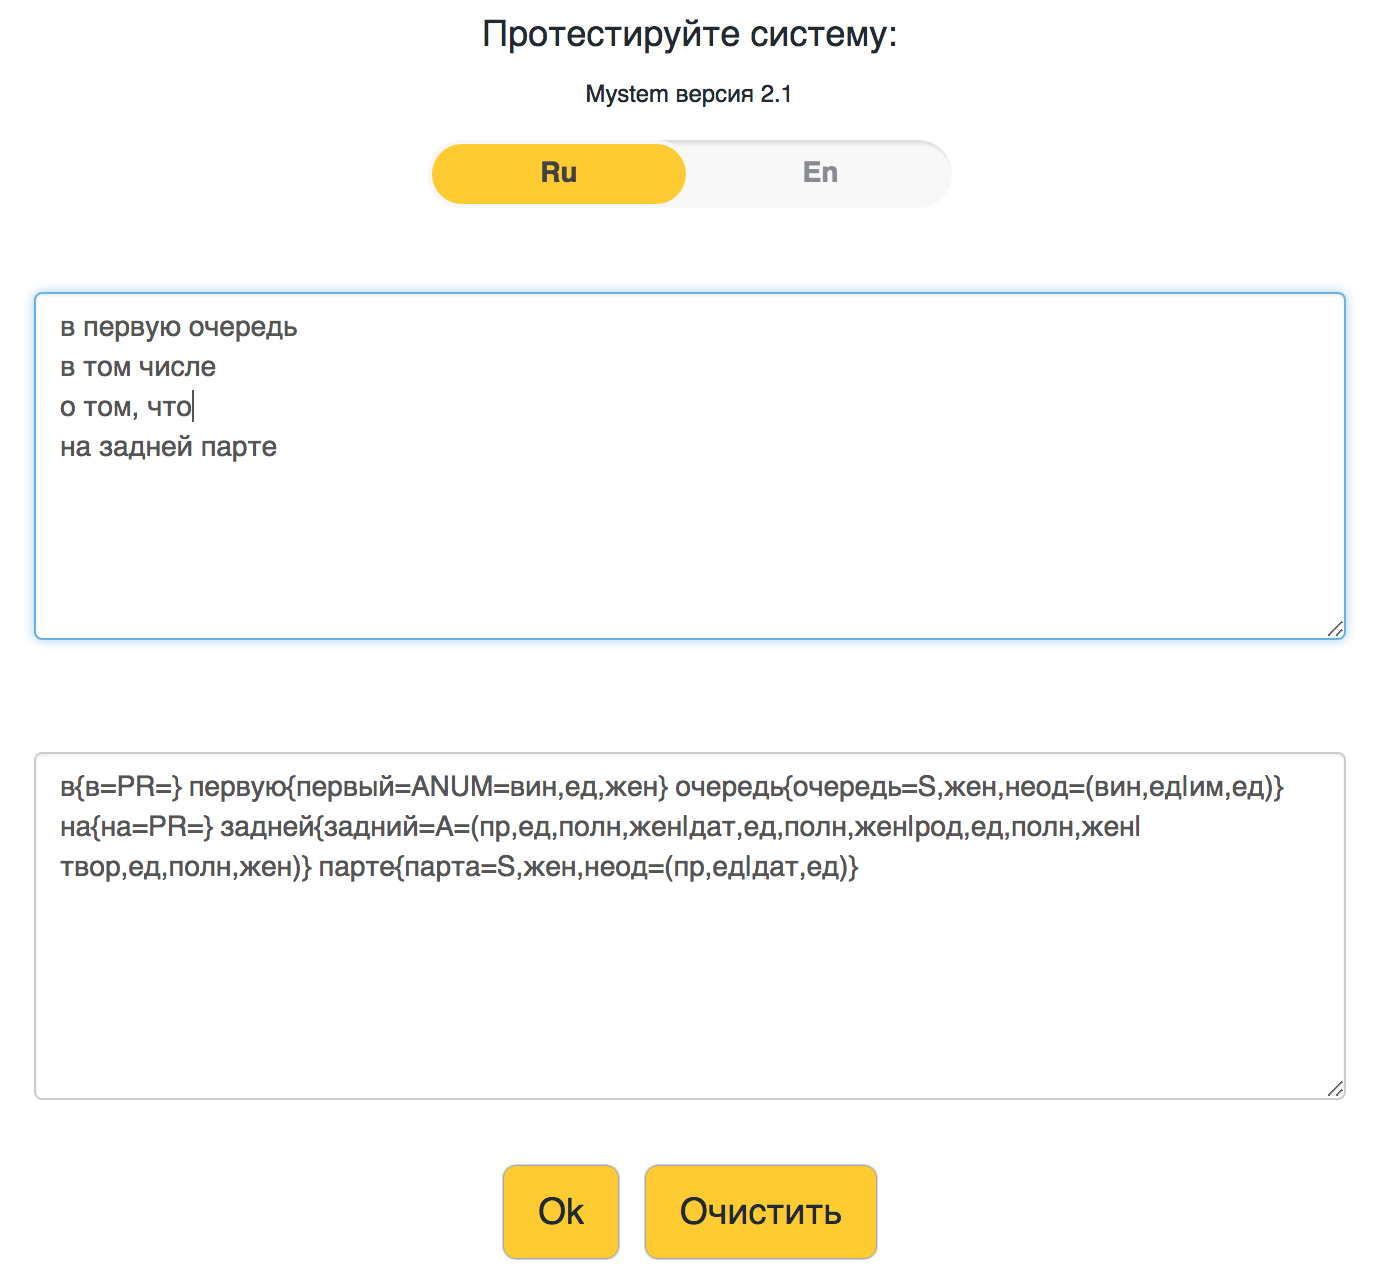 Протестируйте систему:
Mystem версия 2.1
Ru En
в первую очередь
в том числе
о том, что
на задней парте
в{в=PR=} первую{первый=ANUM=вин,ед,жен} очередь{очередь=S,жен,неод=(вин,ед|им,ед)}
на{на=PR=} задней{задний=A=(пр,ед,полн,жен|дат,ед,полн,жен|род,ед,полн,жен|
твор,ед,полн,жен)} парте{парта=S,жен,неод=(пр,ед|дат,ед)}
Ok Очистить